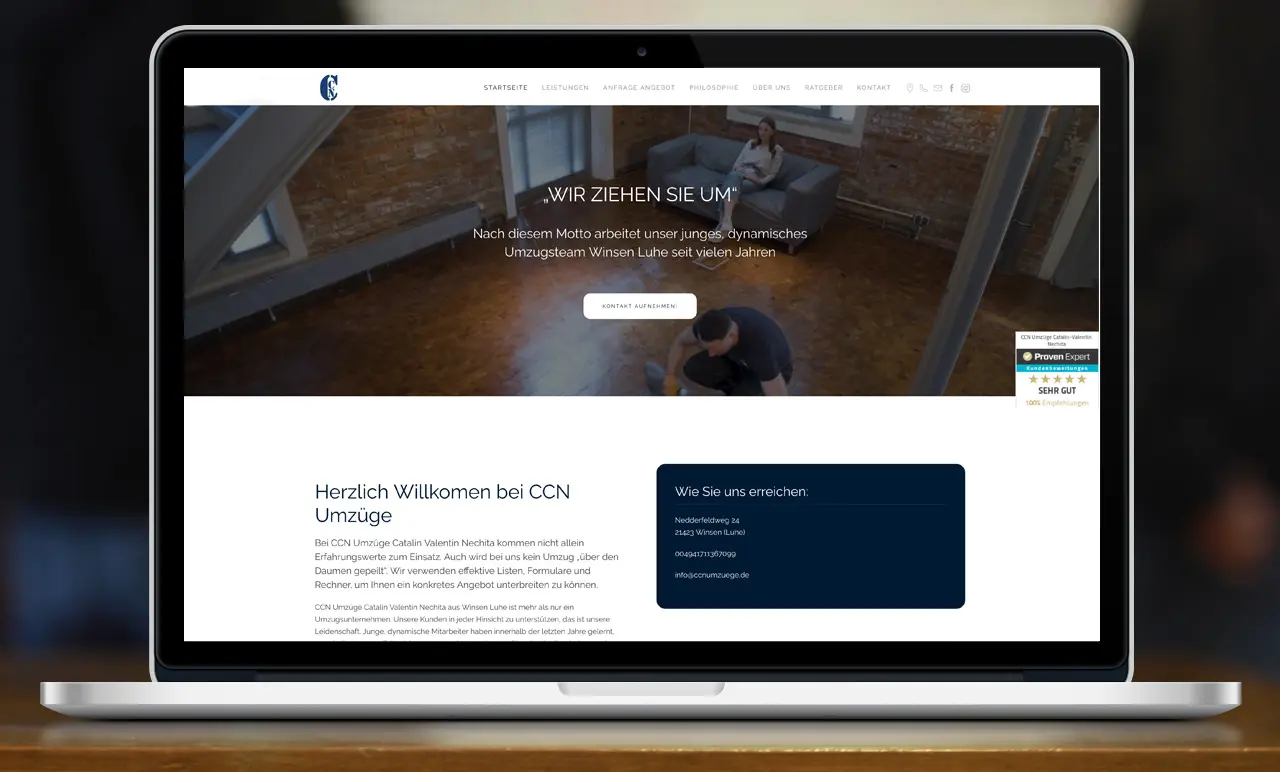 STARTSEITE LEISTUNGEN ANFRAGE ANGEBOT PHILOSOPHIE ÜBER UNS RATGEBER KONTAKT
„WIR ZIEHEN SIE UM“
Nach diesem Motto arbeitet unser junges, dynamisches
Umzugsteam Winsen Luhe seit vielen Jahren
KONTAKT AUFNEHMEN!
CCN Umzüge Catalin-Valentin
Nechita
Proven Expert
Kundenbewertungen
SEHR GUT
100% Empfehlungen
Herzlich Willkomen bei CCN
Umzüge
Bei CCN Umzüge Catalin Valentin Nechita kommen nicht allein
Erfahrungswerte zum Einsatz. Auch wird bei uns kein Umzug „über den
Daumen gepeilt“. Wir verwenden effektive Listen, Formulare und
Rechner, um Ihnen ein konkretes Angebot unterbreiten zu können.
CCN Umzüge Catalin Valentin Nechita aus Winsen Luhe ist mehr als nur ein
Umzugsunternehmen. Unsere Kunden in jeder Hinsicht zu unterstützen, das ist unsere
Leidenschaft. Junge, dynamische Mitarbeiter haben innerhalb der letzten Jahre gelernt,
Wie Sie uns erreichen:
Nedderfeldweg 24
21423 Winsen (Luhe)
004941711367099
info@ccnumzuege.de